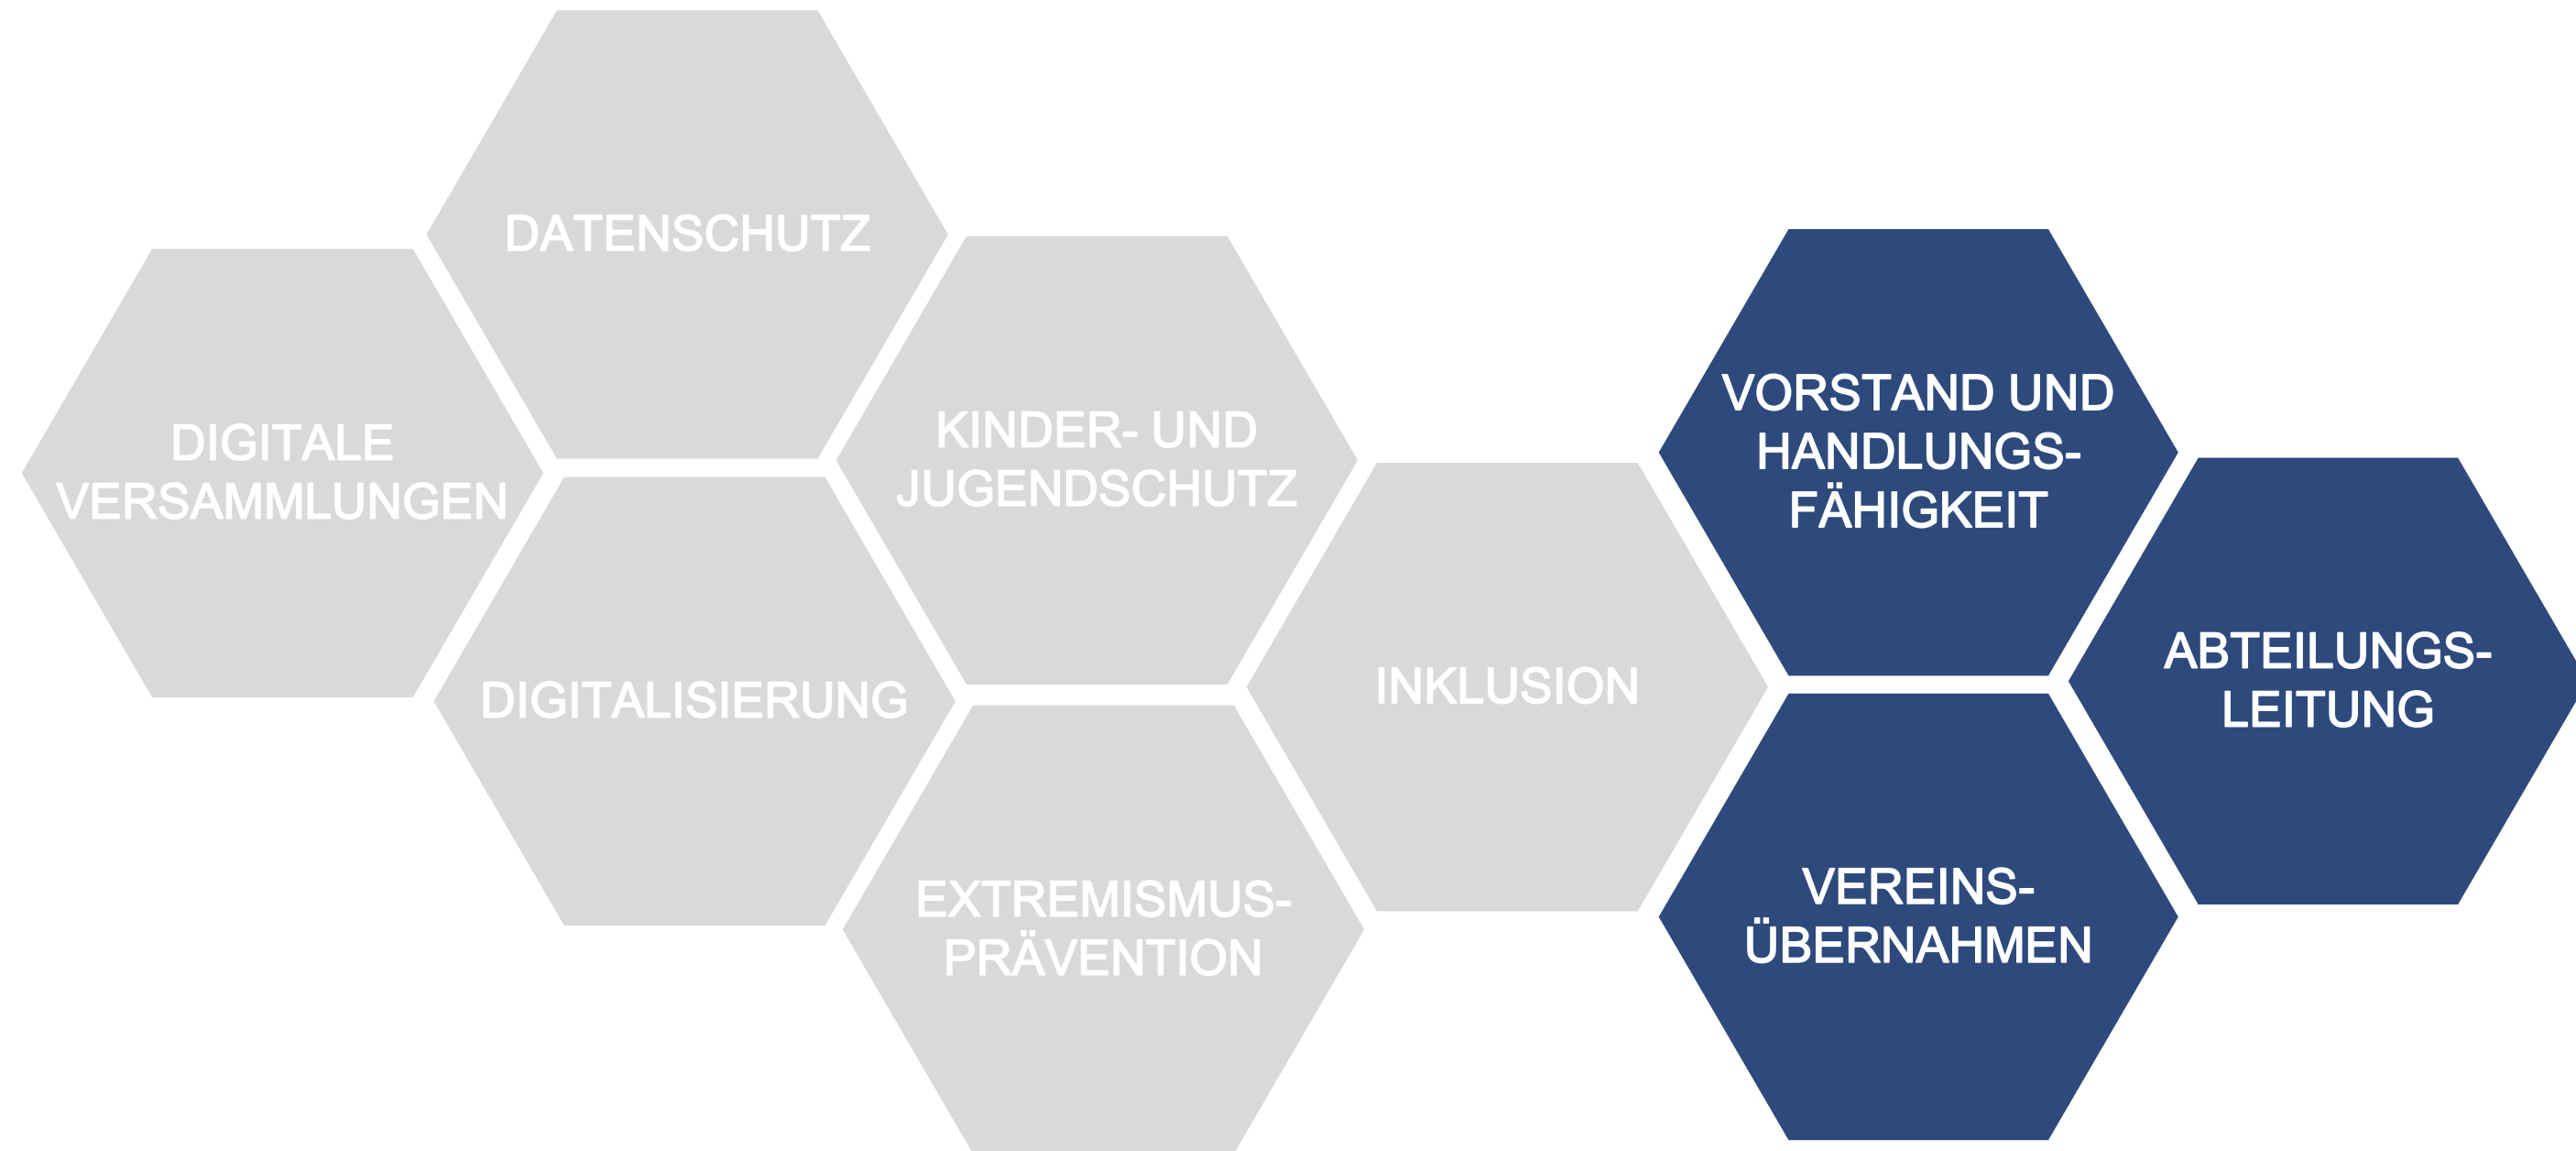 DATENSCHUTZ
DIGITALE
VERSAMMLUNGEN
KINDER- UND
JUGENDSCHUTZ
DIGITALISIERUNG
EXTREMISMUS-
PRÄVENTION
INKLUSION
VORSTAND UND
HANDLUNGS-
FÄHIGKEIT
ABTEILUNGS-
LEITUNG
VEREINS-
ÜBERNAHMEN